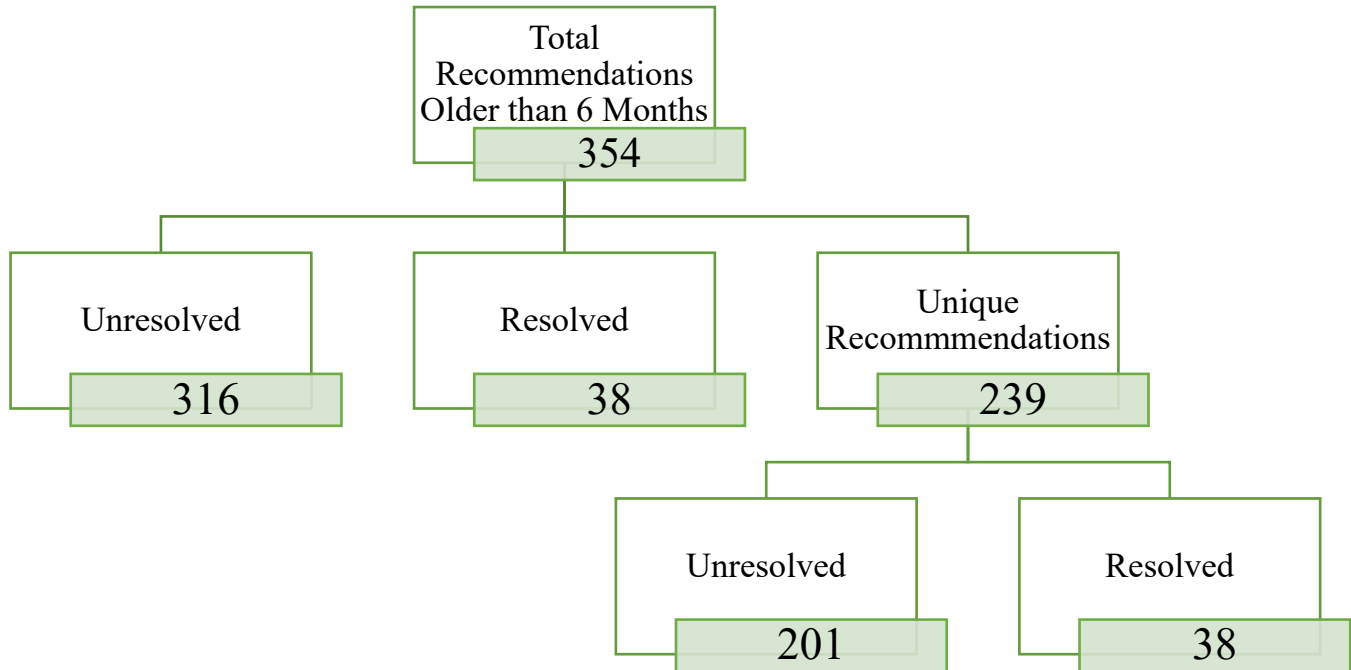 Total
Recommendations
Older than 6 Months
354
Unresolved
316
Resolved
38
Unique
Recommmendations
239
Unresolved
201
Resolved
38